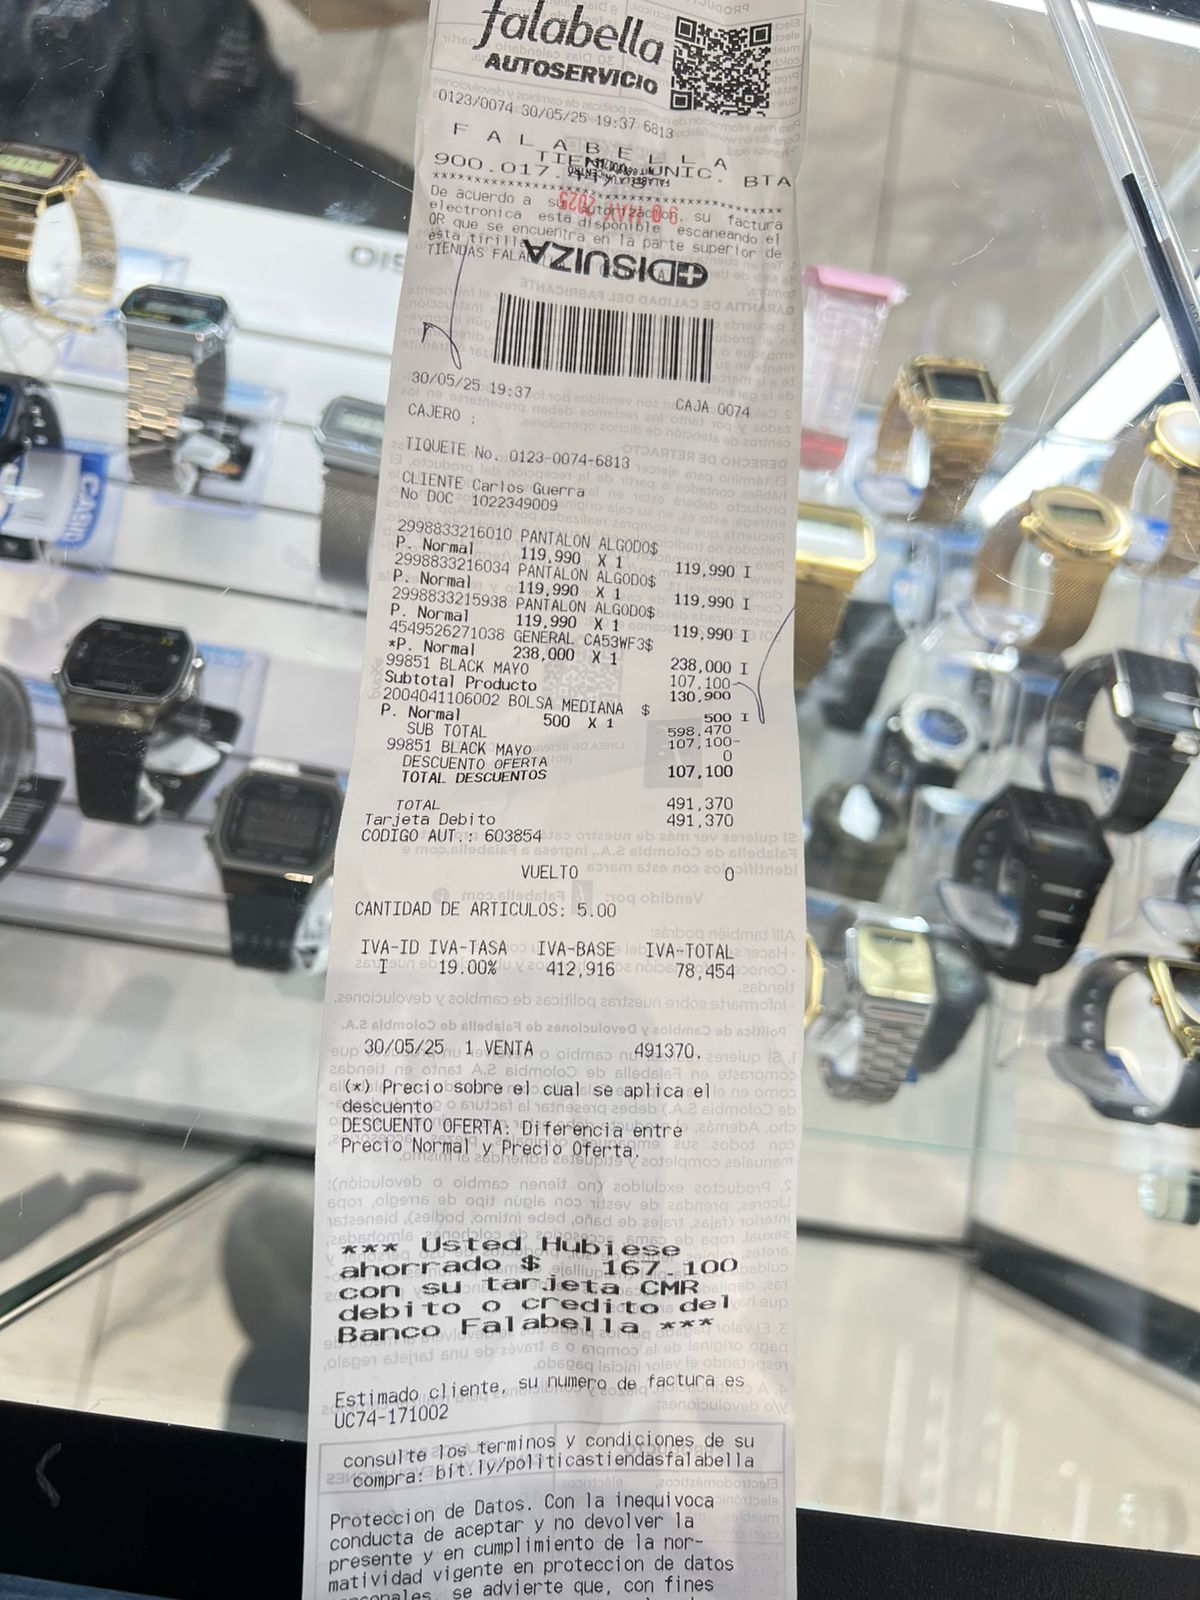 falabella
AUTOSERVICIO
0123/0074 30/05/25 19:37 6813
F A L A B E L L A
UNIC. BTA
900.017.
De acuerdo a su autorizacion, su factura
electronica esta disponible escaneando el
QR que se encuentra en la parte superior de
esta tirilla
TIENDAS
DISUIZA
30/05/25 19:37 CAJA 0074
CAJERO :
TIQUETE No. 0123-0074-6813
CLIENTE Carlos Guerra
No DOC 1022349009
2998833216010 PANTALON ALGODO$
P. Normal 119,990 X 1 119,990 I
2998833216034 PANTALON ALGODO$
P. Normal 119,990 X 1 119,990 I
2998833215938 PANTALON ALGODO$
P. Normal 119,990 X 1 119,990 I
4549526271038 GENERAL CA53WF3$
*P. Normal 238,000 X 1 238,000 I
99851 BLACK MAYO 107,100-
Subtotal Producto 130,900
2004041106002 BOLSA MEDIANA $
P. Normal 500 X 1 500 I
SUB TOTAL 598,470
99851 BLACK MAYO 107,100-
DESCUENTO OFERTA 0
TOTAL DESCUENTOS 107,100
TOTAL 491,370
Tarjeta Debito 491,370
CODIGO AUT.: 603854
VUELTO 0
CANTIDAD DE ARTICULOS: 5.00
IVA-ID IVA-TASA IVA-BASE IVA-TOTAL
I 19.00% 412,916 78,454
30/05/25 1 VENTA 491370.
(*) Precio sobre el cual se aplica el
descuento
DESCUENTO OFERTA: Diferencia entre
Precio Normal y Precio Oferta.
*** Usted Hubiese
ahorrado $ 167.100
con su tarjeta CMR
debito o credito del
Banco Falabella ***
Estimado cliente, su numero de factura es
UC74-171002
consulte los terminos y condiciones de su
compra: bit.ly/politicastiendasfalabella
Proteccion de Datos. Con la inequivoca
conducta de aceptar y no devolver la
presente y en cumplimiento de la nor-
matividad vigente en proteccion de datos
se advierte que, con fines
CASIO